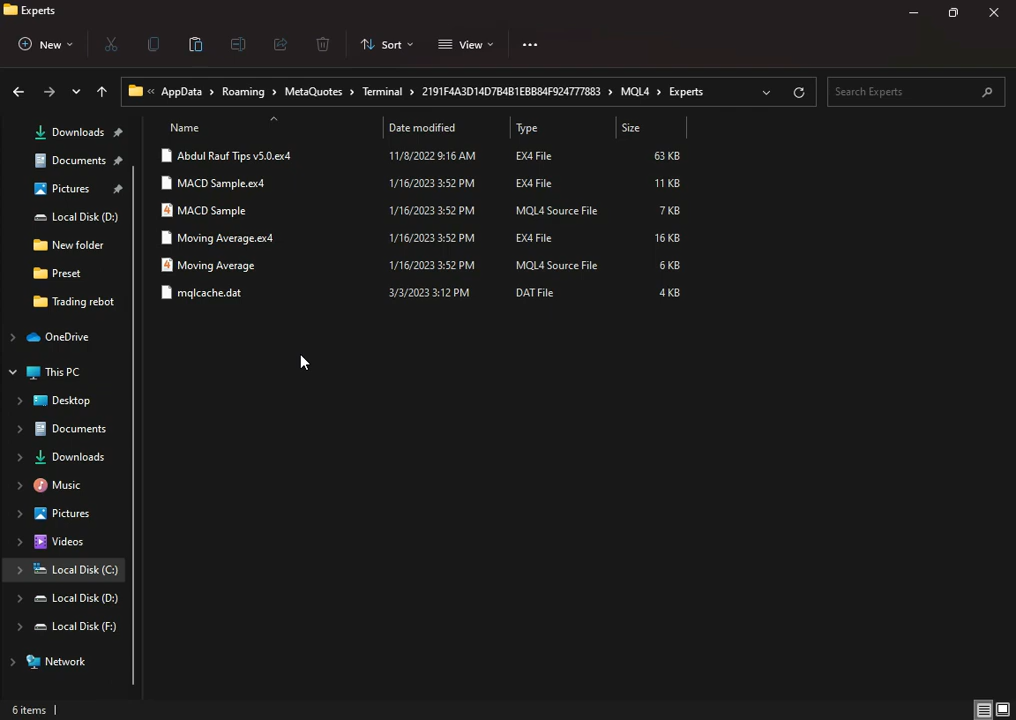 Experts
New
Sort
View
« AppData > Roaming > MetaQuotes > Terminal > 2191F4A3D14D7B4B1EBB84F924777883 > MQL4 > Experts
Search Experts
Name Date modified Type Size
Abdul Rauf Tips v5.0.ex4 11/8/2022 9:16 AM EX4 File 63 KB
MACD Sample.ex4 1/16/2023 3:52 PM EX4 File 11 KB
MACD Sample 1/16/2023 3:52 PM MQL4 Source File 7 KB
Moving Average.ex4 1/16/2023 3:52 PM EX4 File 16 KB
Moving Average 1/16/2023 3:52 PM MQL4 Source File 6 KB
mqlcache.dat 3/3/2023 3:12 PM DAT File 4 KB
Downloads
Documents
Pictures
Local Disk (D:)
New folder
Preset
Trading rebot
OneDrive
This PC
Desktop
Documents
Downloads
Music
Pictures
Videos
Local Disk (C:)
Local Disk (D:)
Local Disk (F:)
Network
6 items